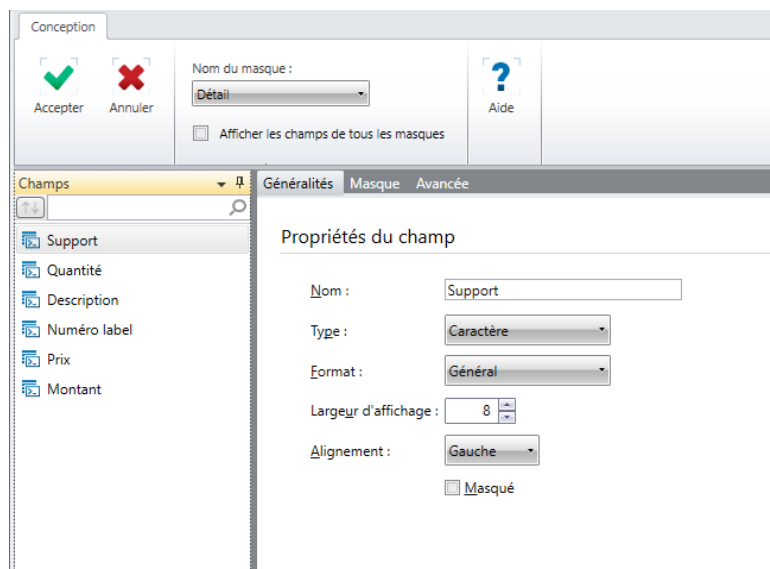 Conception
Accepter
Annuler
Nom du masque :
Détail
Afficher les champs de tous les masques
?
Aide
Champs
Support
Quantité
Description
Numéro label
Prix
Montant
Généralités Masque Avancée
Propriétés du champ
Nom : Support
Type : Caractère
Format : Général
Largeur d'affichage : 8
Alignement : Gauche
Masqué